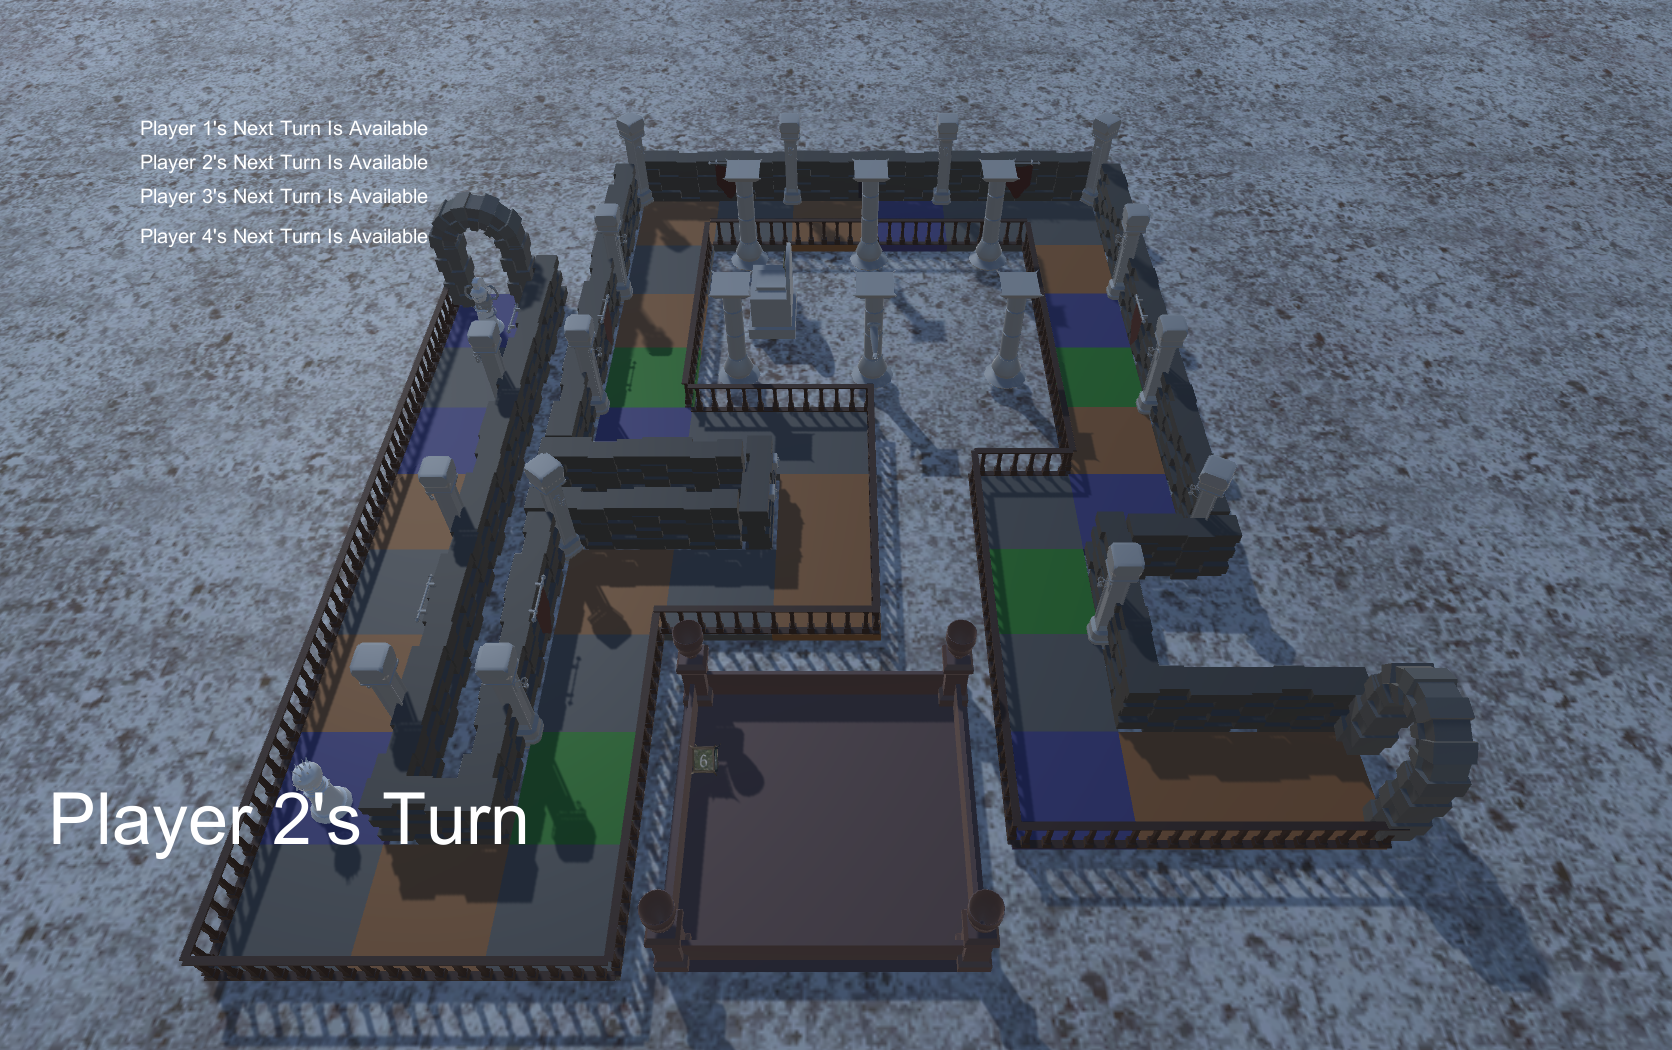 Player 1's Next Turn Is Available
Player 2's Next Turn Is Available
Player 3's Next Turn Is Available
Player 4's Next Turn Is Available
6
Player 2's Turn